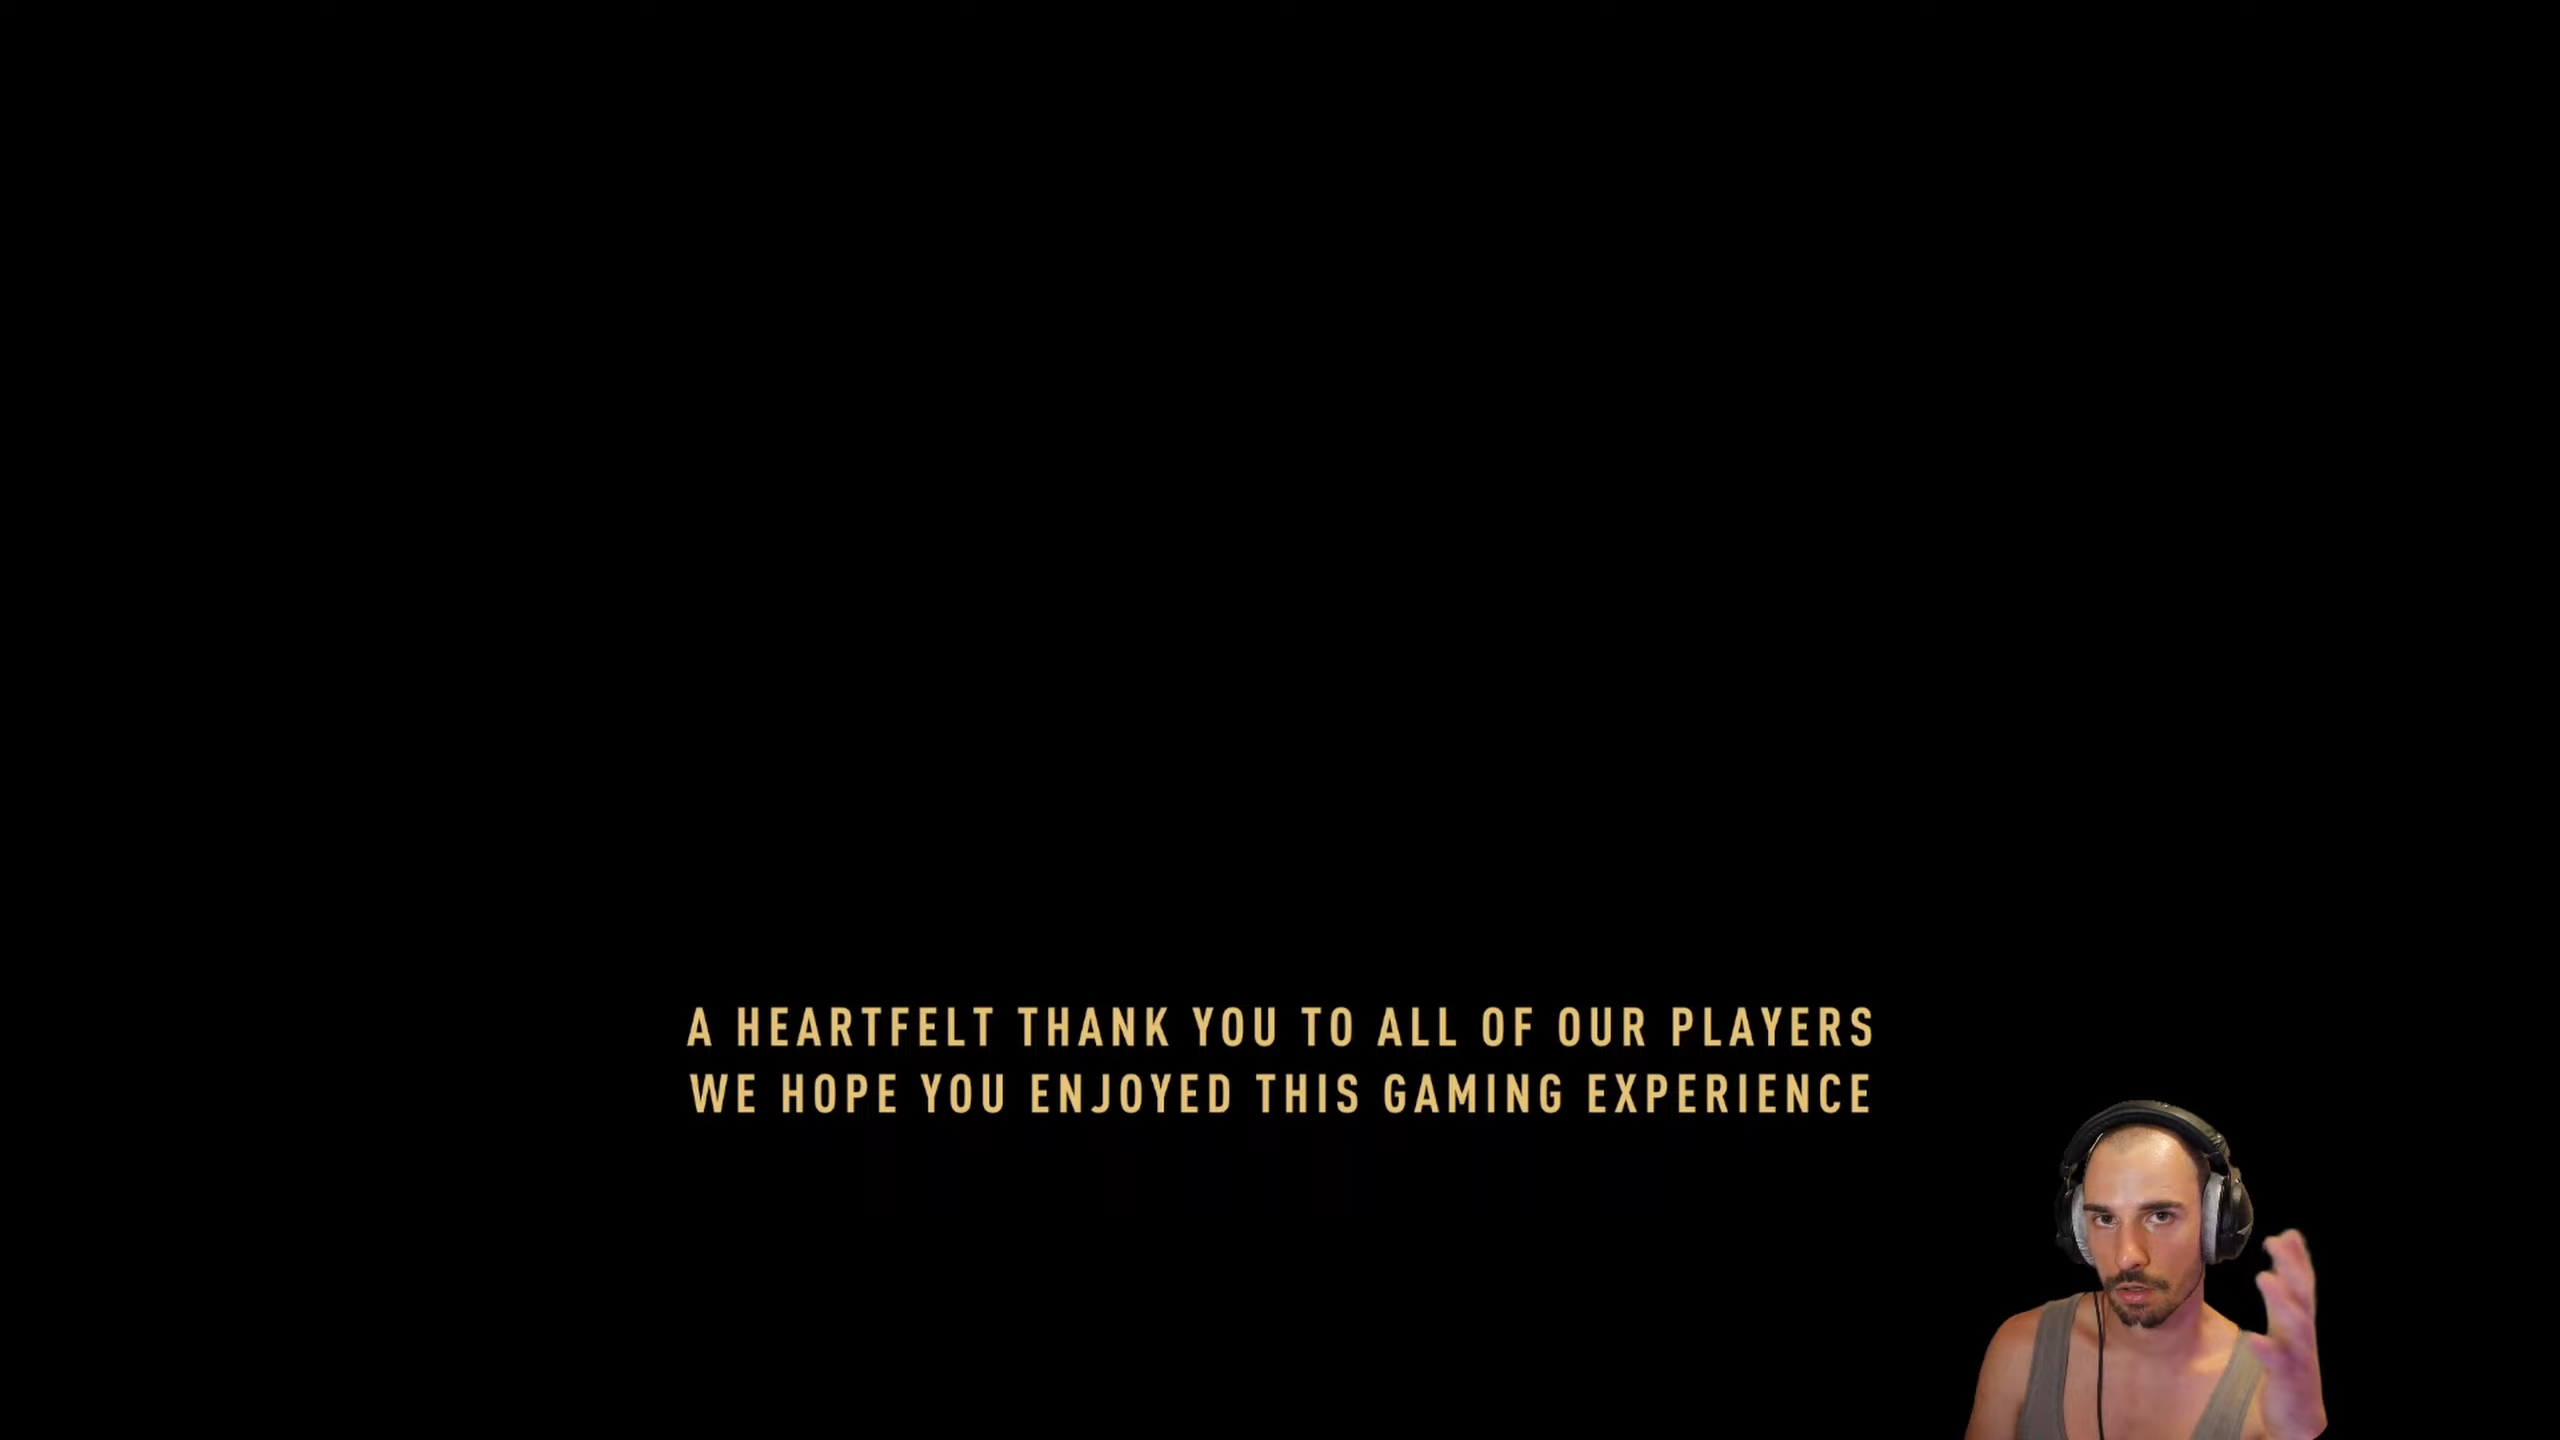 A HEARTFELT THANK YOU TO ALL OF OUR PLAYERS
WE HOPE YOU ENJOYED THIS GAMING EXPERIENCE